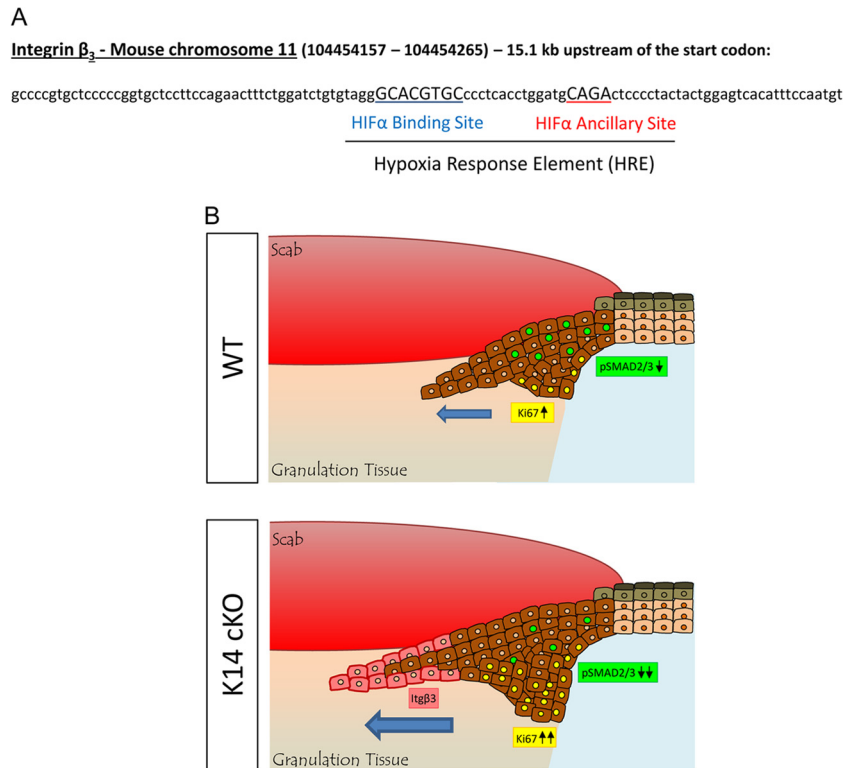 A
Integrin β3 - Mouse chromosome 11 (104454157 – 104454265) – 15.1 kb upstream of the start codon:
gccccgtgctcccccggtgctccttccagaactttctggatctgtgtaggGCACGTGCcccctcacctggatgCAGActcccctactactggagtcacatttccaatgt
HIFα Binding Site HIFα Ancillary Site
Hypoxia Response Element (HRE)
B
WT
Scab
pSMAD2/3↓
Ki67↑
Granulation Tissue
K14 cKO
Scab
pSMAD2/3↓↓
Itgβ3
Ki67↑↑
Granulation Tissue